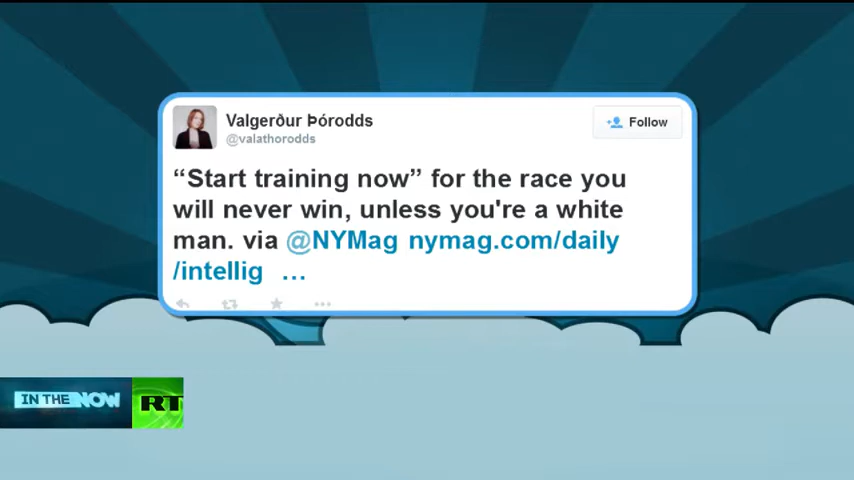 Valgerður Þórodds
@valathorodds
Follow
“Start training now” for the race you
will never win, unless you're a white
man. via @NYMag nymag.com/daily
/intellig …
IN THE NOW
RT